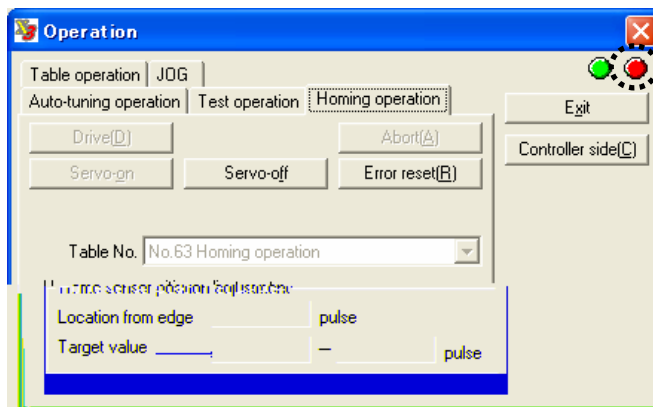 Operation
Table operation JOG
Auto-tuning operation Test operation Homing operation
Exit
Drive(D) Abort(A)
Controller side(C)
Servo-on Servo-off Error reset(R)
Table No. No.63 Homing operation
Location from edge pulse
Target value – pulse